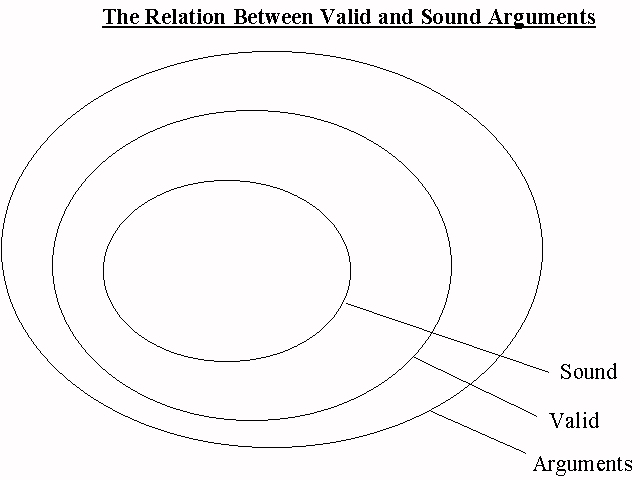 The Relation Between Valid and Sound Arguments
Sound
Valid
Arguments